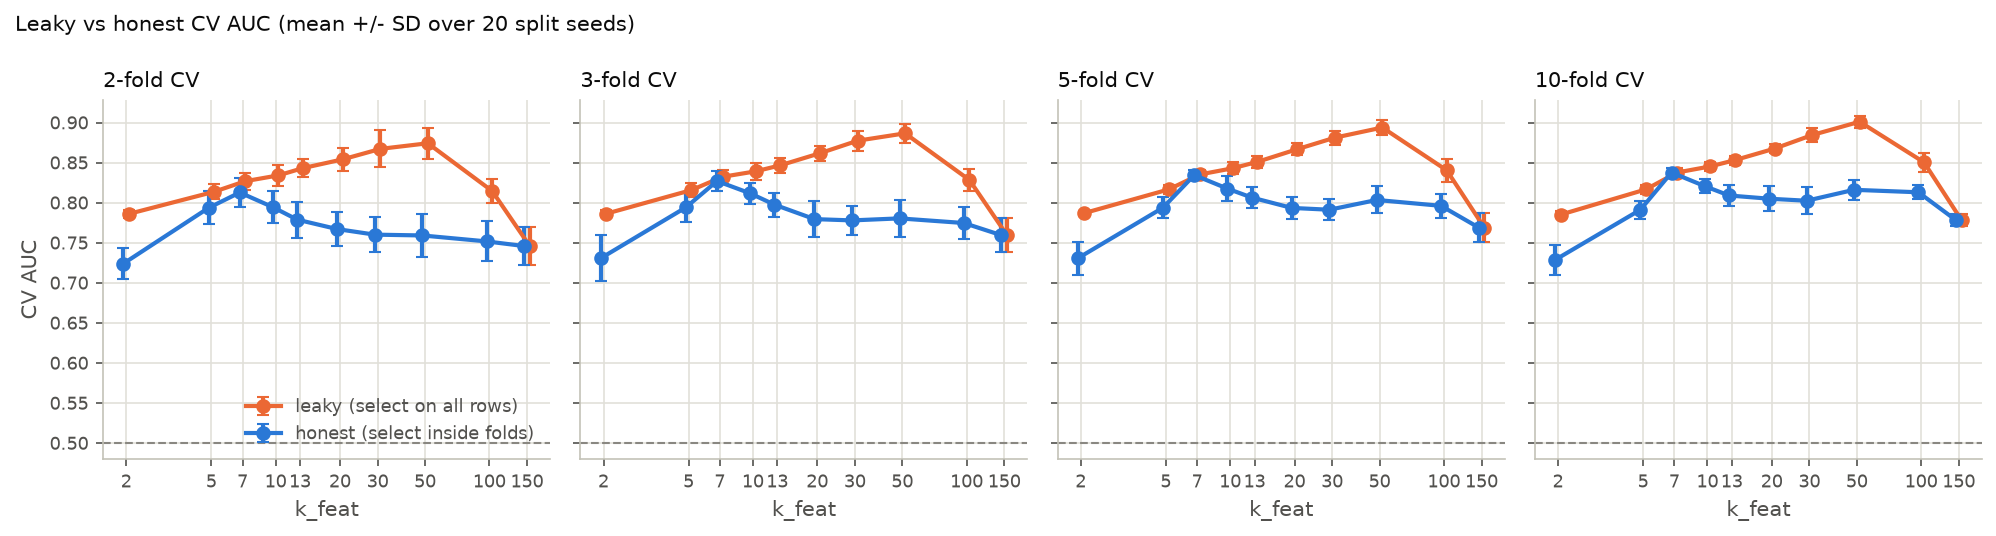 Leaky vs honest CV AUC (mean +/- SD over 20 split seeds)
2-fold CV
3-fold CV
5-fold CV
10-fold CV
CV AUC
0.90
0.85
0.80
0.75
0.70
0.65
0.60
0.55
0.50
leaky (select on all rows)
honest (select inside folds)
2 5 7 10 13 20 30 50 100 150
2 5 7 10 13 20 30 50 100 150
2 5 7 10 13 20 30 50 100 150
2 5 7 10 13 20 30 50 100 150
k_feat
k_feat
k_feat
k_feat